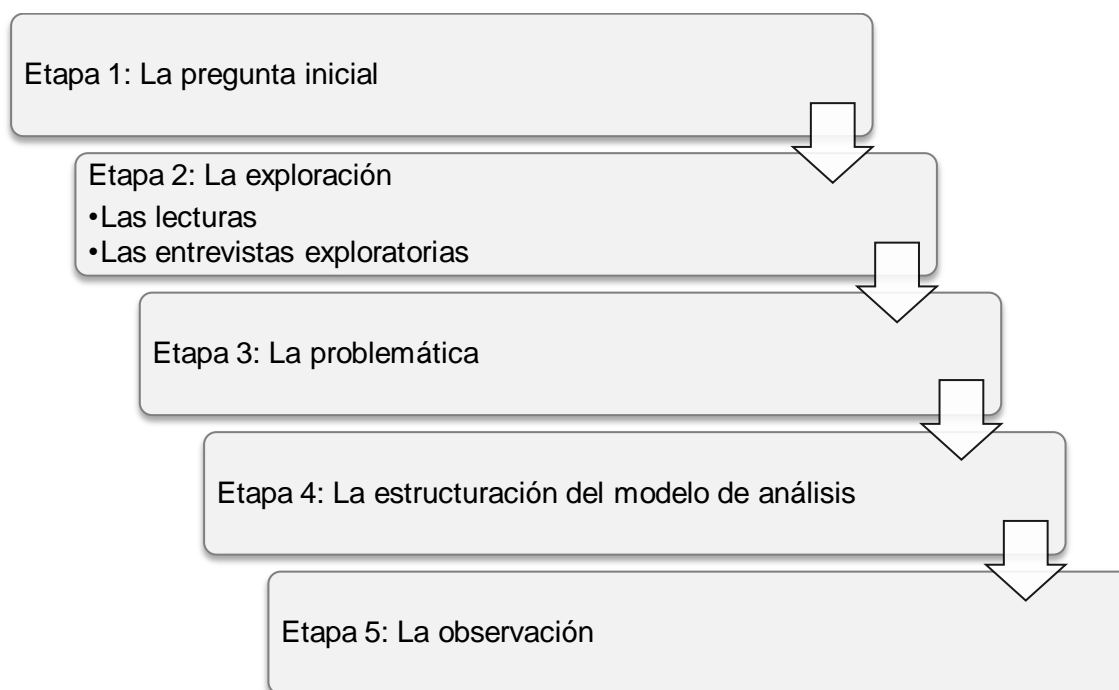 Etapa 1: La pregunta inicial
Etapa 2: La exploración
•Las lecturas
•Las entrevistas exploratorias
Etapa 3: La problemática
Etapa 4: La estructuración del modelo de análisis
Etapa 5: La observación